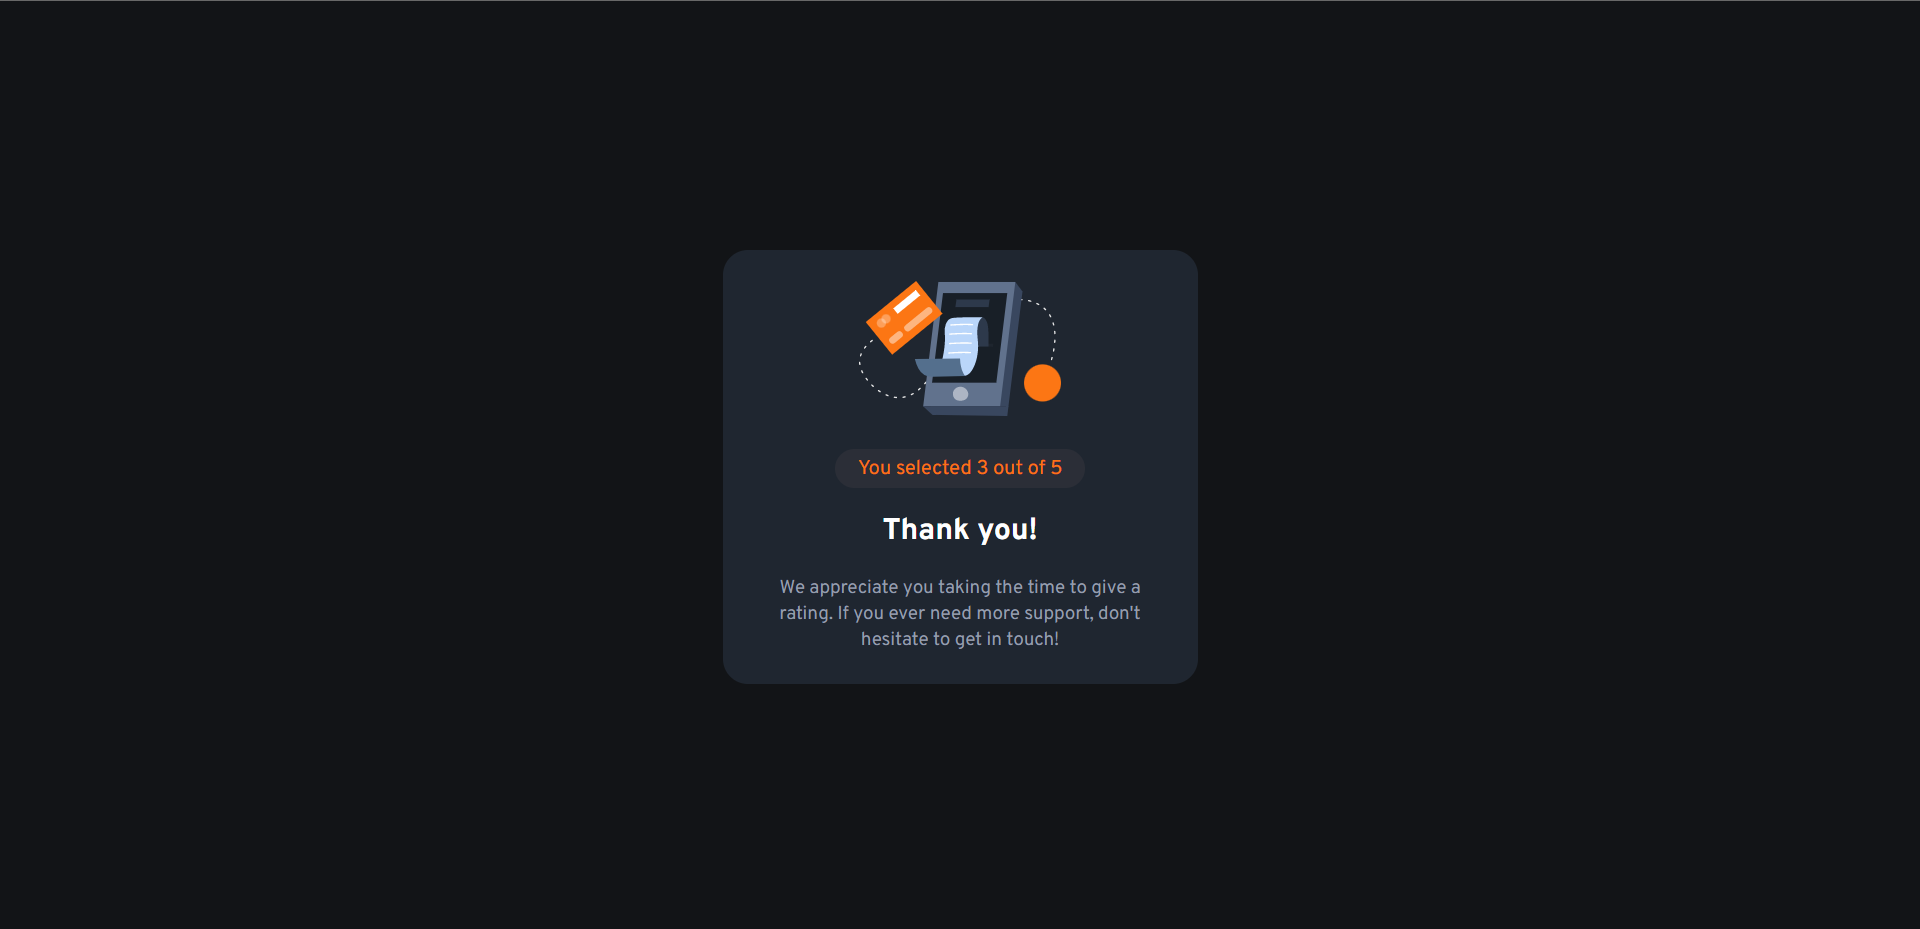 You selected 3 out of 5
Thank you!
We appreciate you taking the time to give a
rating. If you ever need more support, don't
hesitate to get in touch!